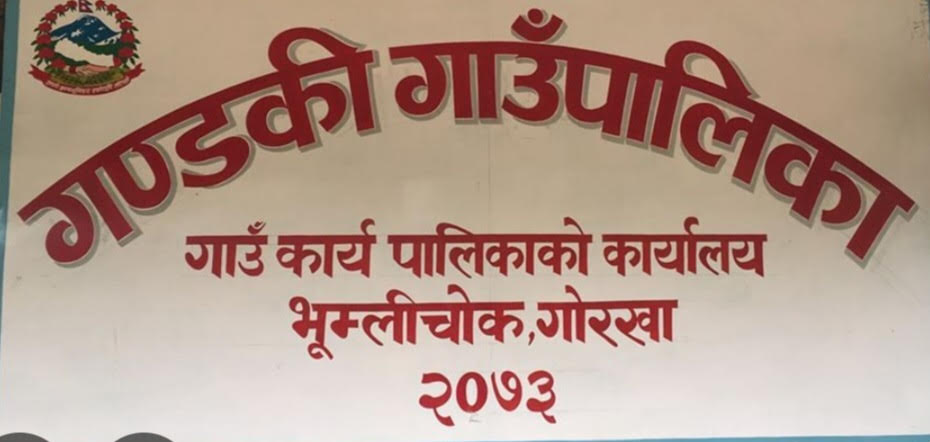 गण्डकी गाउँपालिका
गाउँ कार्य पालिकाको कार्यालय
भूम्लीचोक,गोरखा
२०७३